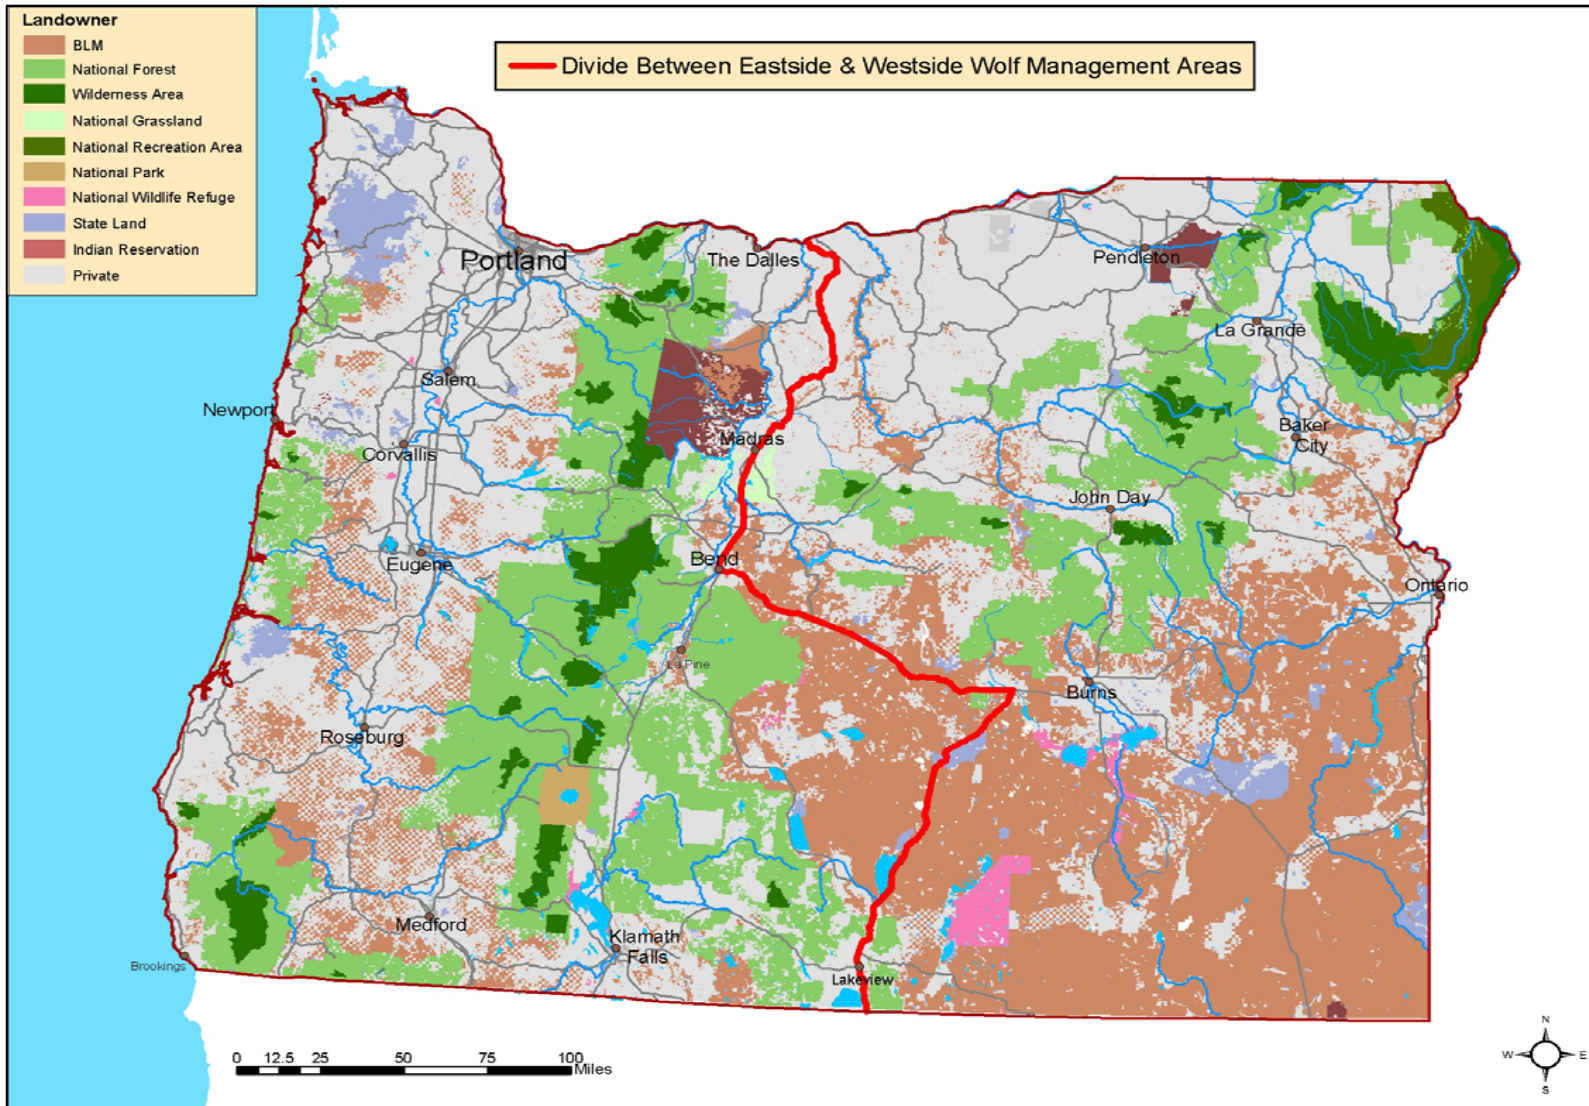 Landowner
BLM
National Forest
Wilderness Area
National Grassland
National Recreation Area
National Park
National Wildlife Refuge
State Land
Indian Reservation
Private
Divide Between Eastside & Westside Wolf Management Areas
Portland
The Dalles
Pendleton
La Grande
Salem
Newport
Madras
Baker
City
Corvallis
John Day
Eugene
Bend
Ontario
La Pine
Burns
Roseburg
Medford
Klamath
Falls
Brookings
Lakeview
0 12.5 25 50 75 100
Miles
N
W E
S